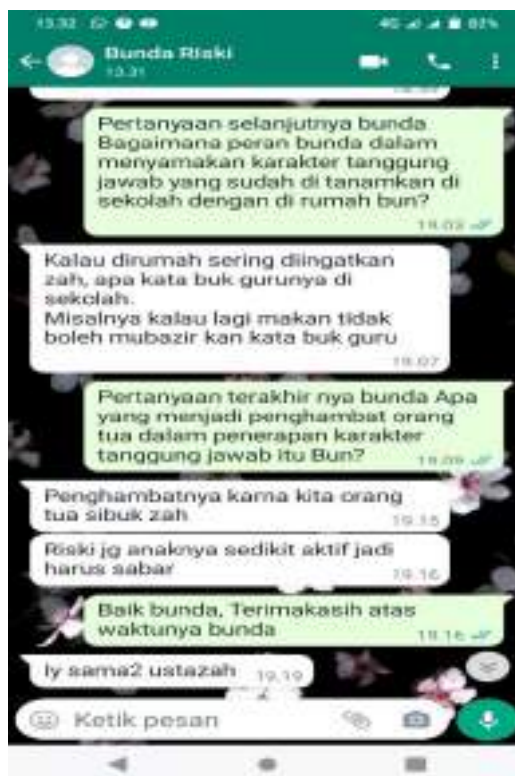 13.32 4G 82%
Bunda Riski
13.31
Pertanyaan selanjutnya bunda
Bagaimana peran bunda dalam
menyamakan karakter tanggung
jawab yang sudah di tanamkan di
sekolah dengan di rumah bun?
19.03
Kalau dirumah sering diingatkan
zah, apa kata buk gurunya di
sekolah.
Misalnya kalau lagi makan tidak
boleh mubazir kan kata buk guru
19.07
Pertanyaan terakhir nya bunda Apa
yang menjadi penghambat orang
tua dalam penerapan karakter
tanggung jawab itu Bun?
19.09
Penghambatnya karna kita orang
tua sibuk zah
19.15
Riski jg anaknya sedikit aktif jadi
harus sabar
19.16
Baik bunda, Terimakasih atas
waktunya bunda
19.16
Iy sama2 ustazah 19.19
Ketik pesan